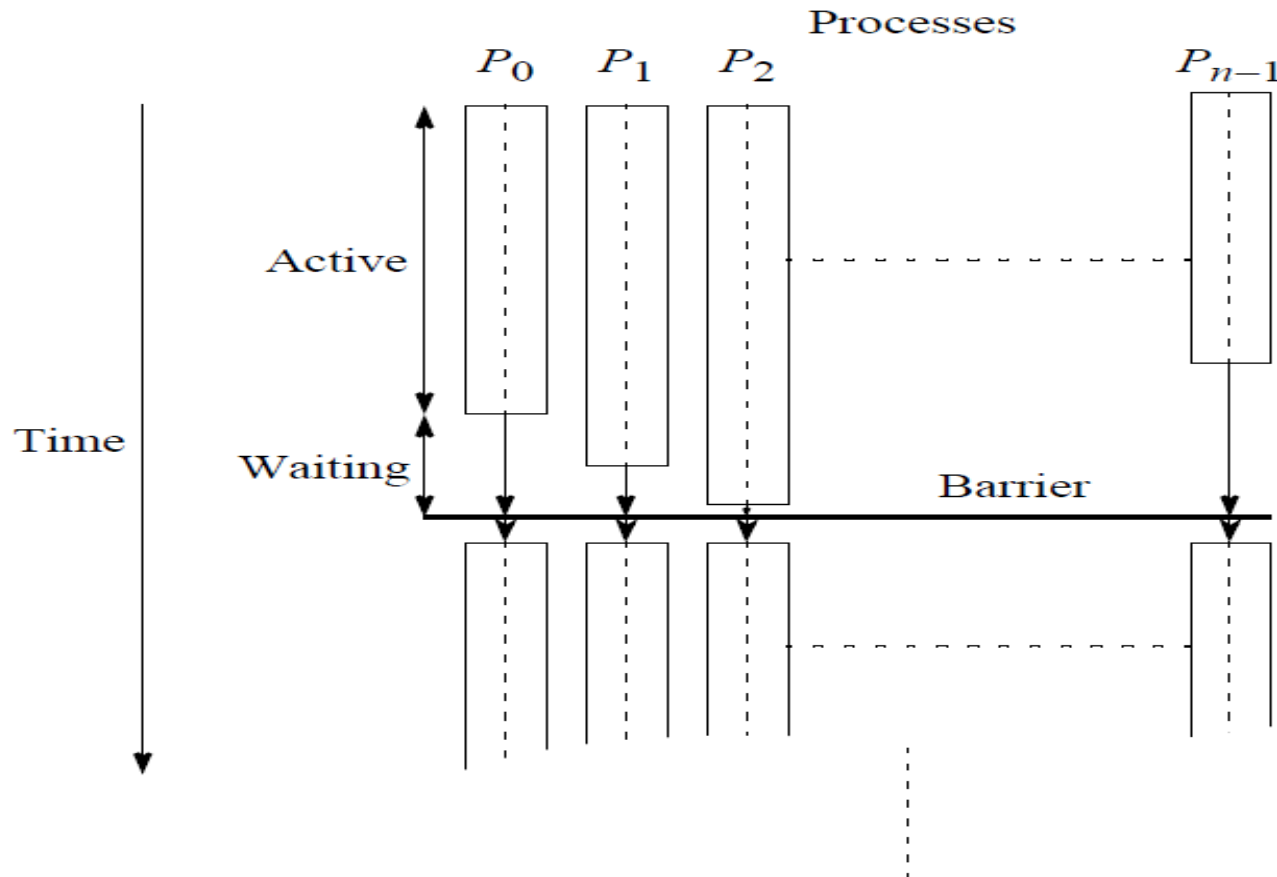 Processes
P0 P1 P2 Pn−1
Active
Time
Waiting
Barrier